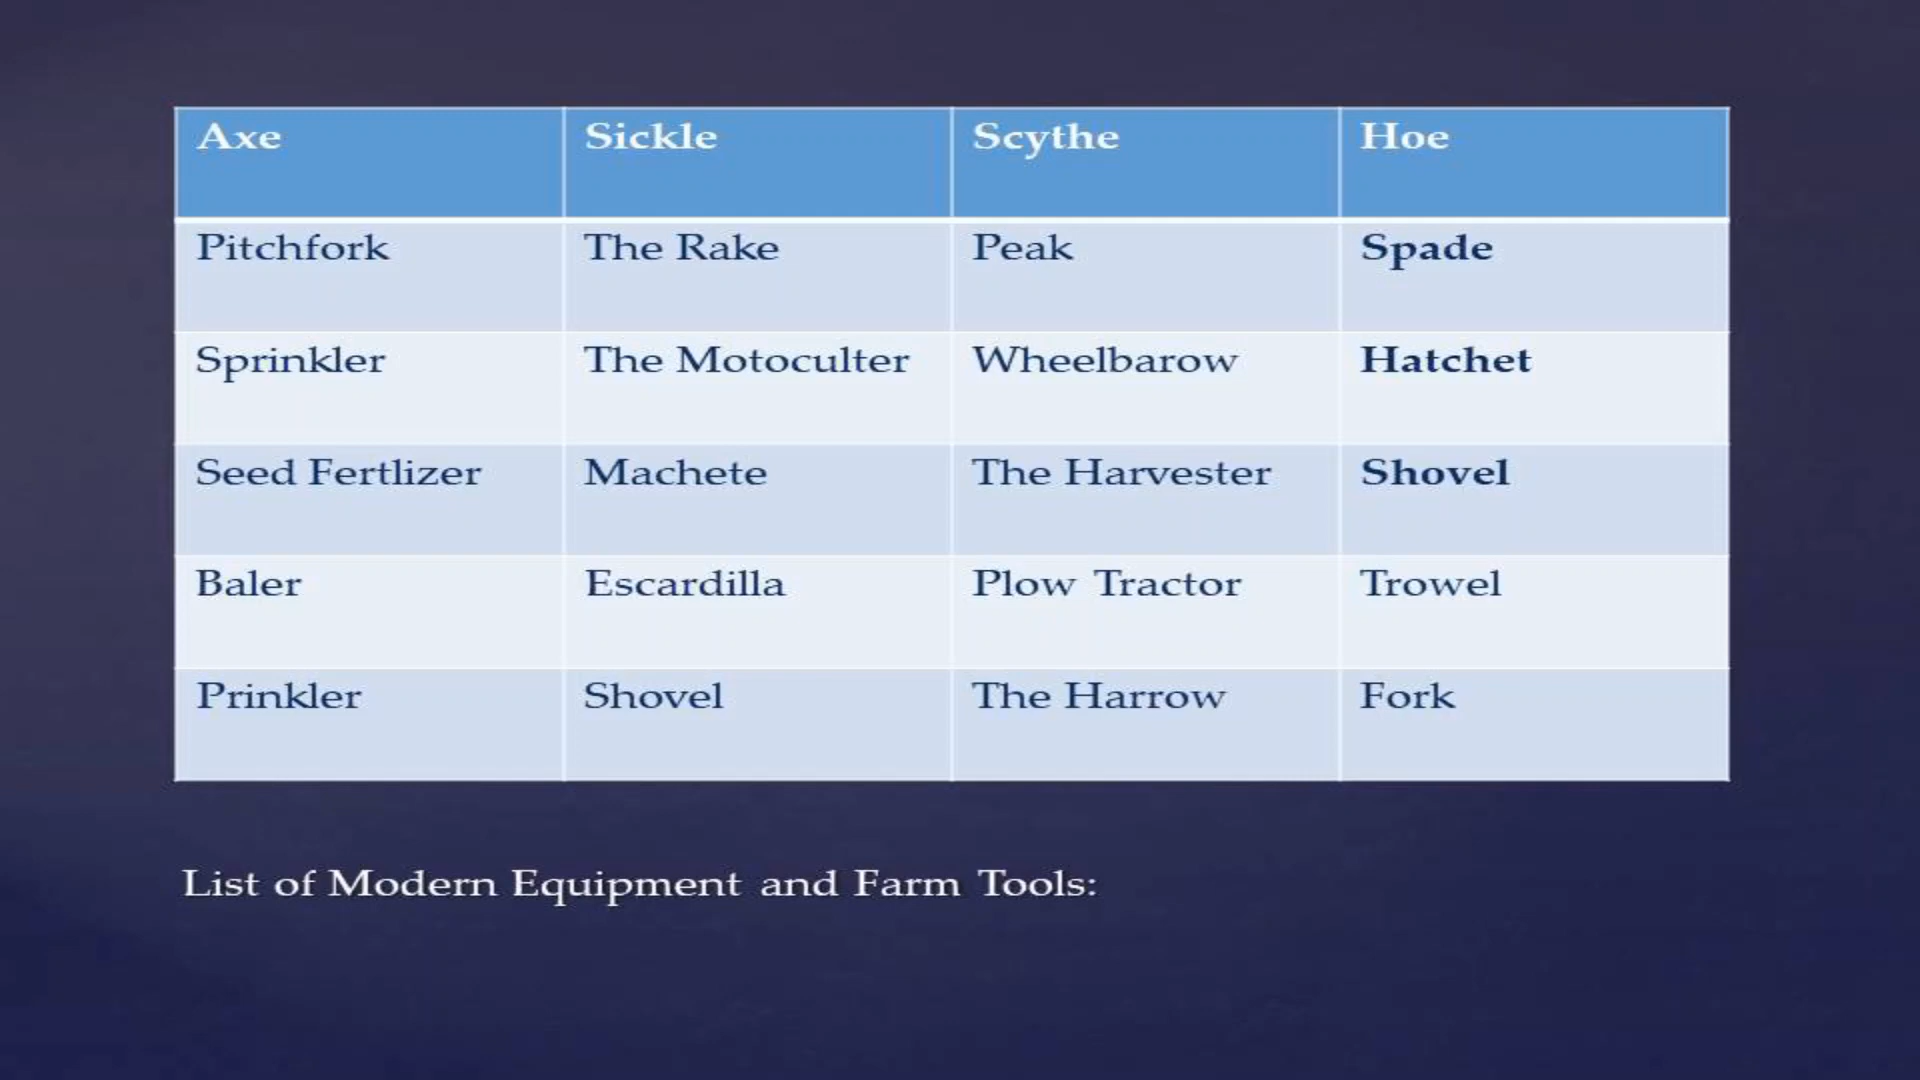 Axe Sickle Scythe Hoe
Pitchfork The Rake Peak Spade
Sprinkler The Motoculter Wheelbarow Hatchet
Seed Fertlizer Machete The Harvester Shovel
Baler Escardilla Plow Tractor Trowel
Prinkler Shovel The Harrow Fork
List of Modern Equipment and Farm Tools: